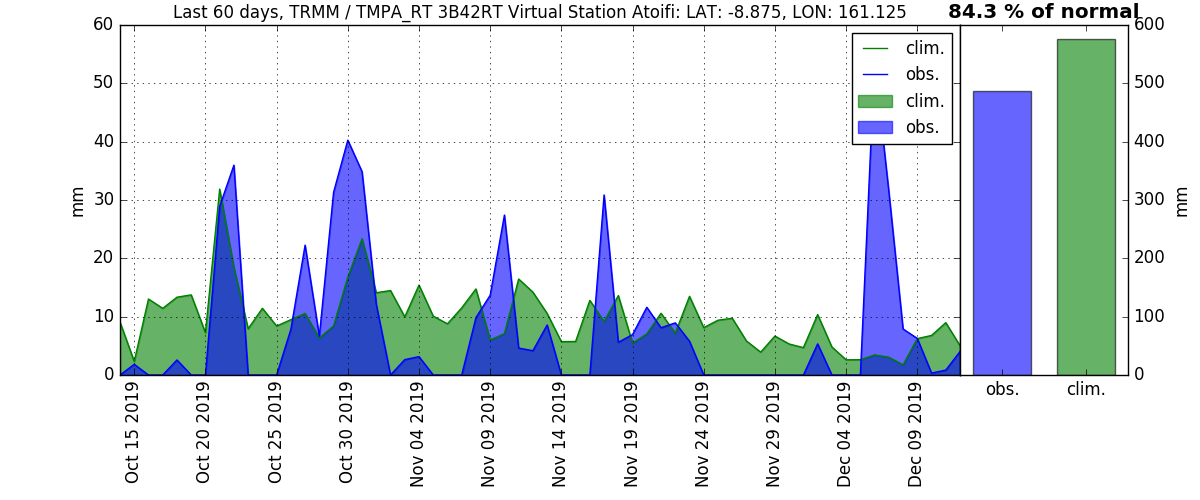 Last 60 days, TRMM / TMPA_RT 3B42RT Virtual Station Atoifi: LAT: -8.875, LON: 161.125
84.3 % of normal
60
50
40
30
20
10
0
mm
clim.
obs.
clim.
obs.
600
500
400
300
200
100
0
mm
Oct 15 2019
Oct 20 2019
Oct 25 2019
Oct 30 2019
Nov 04 2019
Nov 09 2019
Nov 14 2019
Nov 19 2019
Nov 24 2019
Nov 29 2019
Dec 04 2019
Dec 09 2019
obs.
clim.